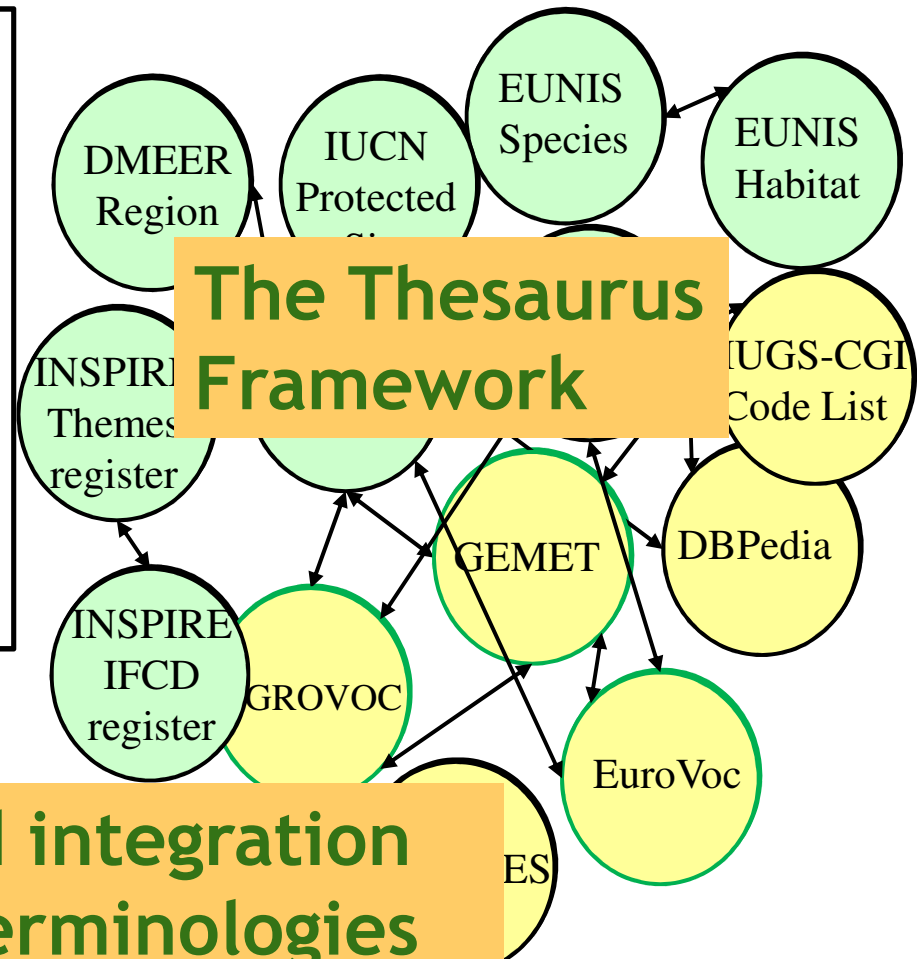 EUNIS
Species
EUNIS
Habitat
DMEER
Region
IUCN
Protected
The Thesaurus
Framework
IUGS-CGI
Code List
INSPIRE
Themes
register
GEMET
DBPedia
INSPIRE
IFCD
register
GROVOC
EuroVoc
integration
erminologies
ES